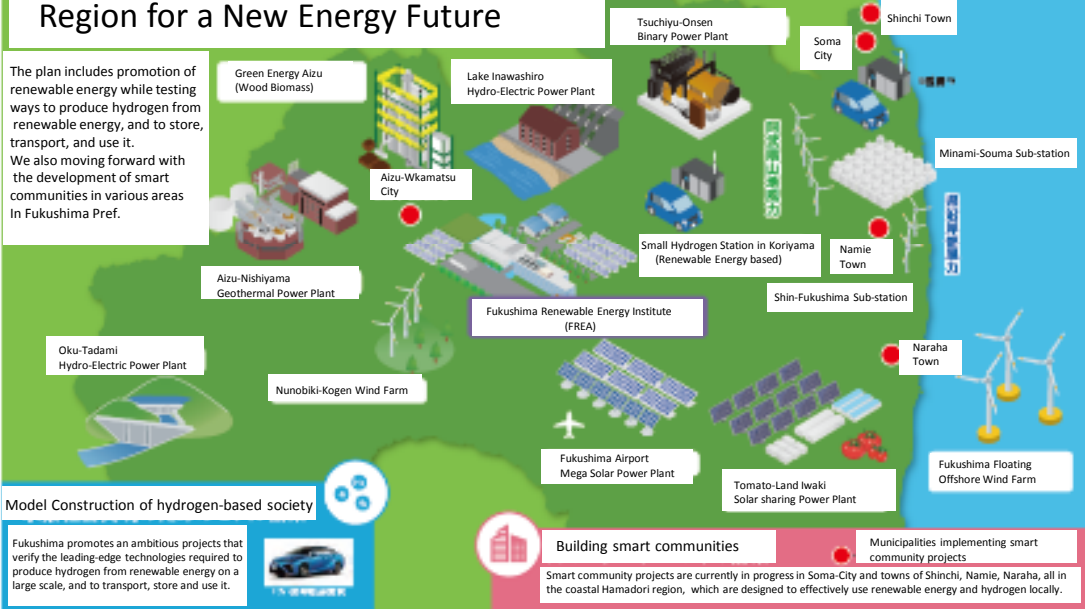 Region for a New Energy Future
The plan includes promotion of
renewable energy while testing
ways to produce hydrogen from
renewable energy, and to store,
transport, and use it.
We also moving forward with
the development of smart
communities in various areas
In Fukushima Pref.
Green Energy Aizu
(Wood Biomass)
Lake Inawashiro
Hydro-Electric Power Plant
Tsuchiyu-Onsen
Binary Power Plant
Shinchi Town
Soma
City
Minami-Souma Sub-station
Aizu-Wkamatsu
City
Small Hydrogen Station in Koriyama
(Renewable Energy based)
Namie
Town
Aizu-Nishiyama
Geothermal Power Plant
Shin-Fukushima Sub-station
Fukushima Renewable Energy Institute
(FREA)
Oku-Tadami
Hydro-Electric Power Plant
Naraha
Town
Nunobiki-Kogen Wind Farm
Fukushima Airport
Mega Solar Power Plant
Tomato-Land Iwaki
Solar sharing Power Plant
Fukushima Floating
Offshore Wind Farm
Model Construction of hydrogen-based society
Fukushima promotes an ambitious projects that
verify the leading-edge technologies required to
produce hydrogen from renewable energy on a
large scale, and to transport, store and use it.
Building smart communities
Municipalities implementing smart
community projects
Smart community projects are currently in progress in Soma-City and towns of Shinchi, Namie, Naraha, all in
the coastal Hamadori region, which are designed to effectively use renewable energy and hydrogen locally.